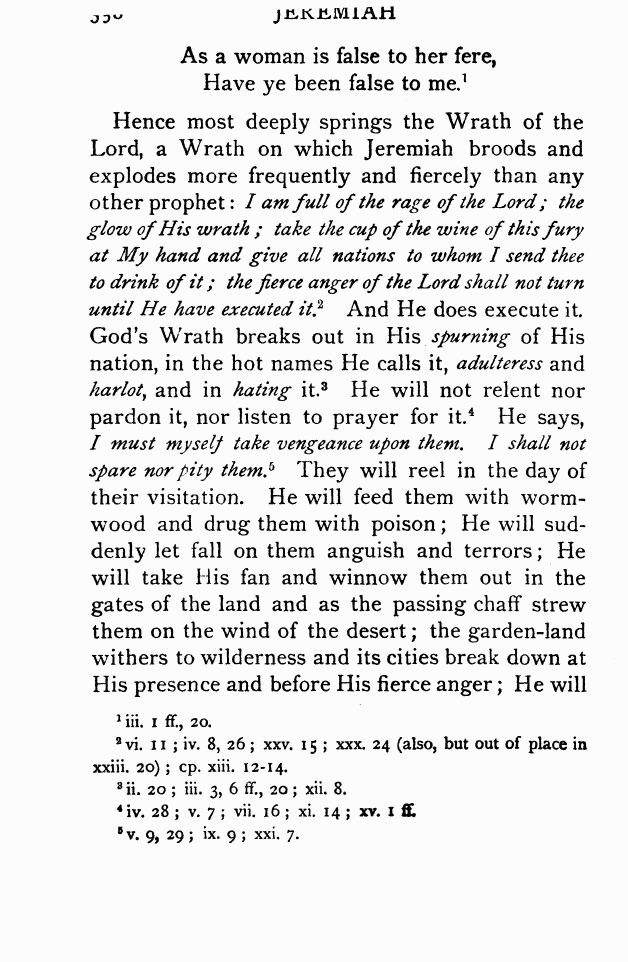 JEREMIAH
As a woman is false to her fere,
Have ye been false to me.¹
Hence most deeply springs the Wrath of the
Lord, a Wrath on which Jeremiah broods and
explodes more frequently and fiercely than any
other prophet: I am full of the rage of the Lord; the
glow of His wrath; take the cup of the wine of this fury
at My hand and give all nations to whom I send thee
to drink of it; the fierce anger of the Lord shall not turn
until He have executed it.² And He does execute it.
God's Wrath breaks out in His spurning of His
nation, in the hot names He calls it, adulteress and
harlot, and in hating it.³ He will not relent nor
pardon it, nor listen to prayer for it.⁴ He says,
I must myself take vengeance upon them. I shall not
spare nor pity them.⁵ They will reel in the day of
their visitation. He will feed them with worm-
wood and drug them with poison; He will sud-
denly let fall on them anguish and terrors; He
will take His fan and winnow them out in the
gates of the land and as the passing chaff strew
them on the wind of the desert; the garden-land
withers to wilderness and its cities break down at
His presence and before His fierce anger; He will
¹ iii. 1 ff., 20.
² vi. 11; iv. 8, 26; xxv. 15; xxx. 24 (also, but out of place in
xxiii. 20); cp. xiii. 12-14.
³ ii. 20; iii. 3, 6 ff., 20; xii. 8.
⁴ iv. 28; v. 7; vii. 16; xi. 14; xv. 1 ff.
⁵ v. 9, 29; ix. 9; xxi. 7.